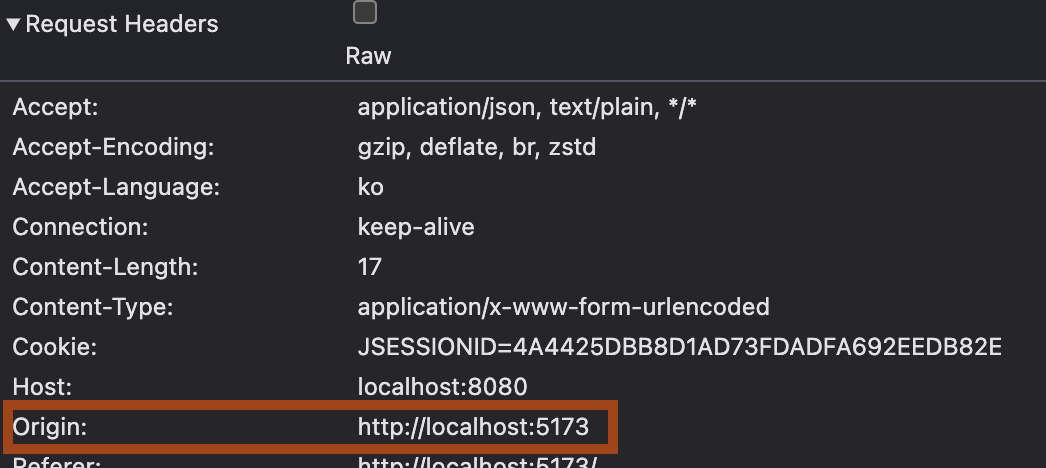 ▼Request Headers
Raw
Accept: application/json, text/plain, */*
Accept-Encoding: gzip, deflate, br, zstd
Accept-Language: ko
Connection: keep-alive
Content-Length: 17
Content-Type: application/x-www-form-urlencoded
Cookie: JSESSIONID=4A4425DBB8D1AD73FDADFA692EEDB82E
Host: localhost:8080
Origin: http://localhost:5173
Referer: http://localhost:5173/